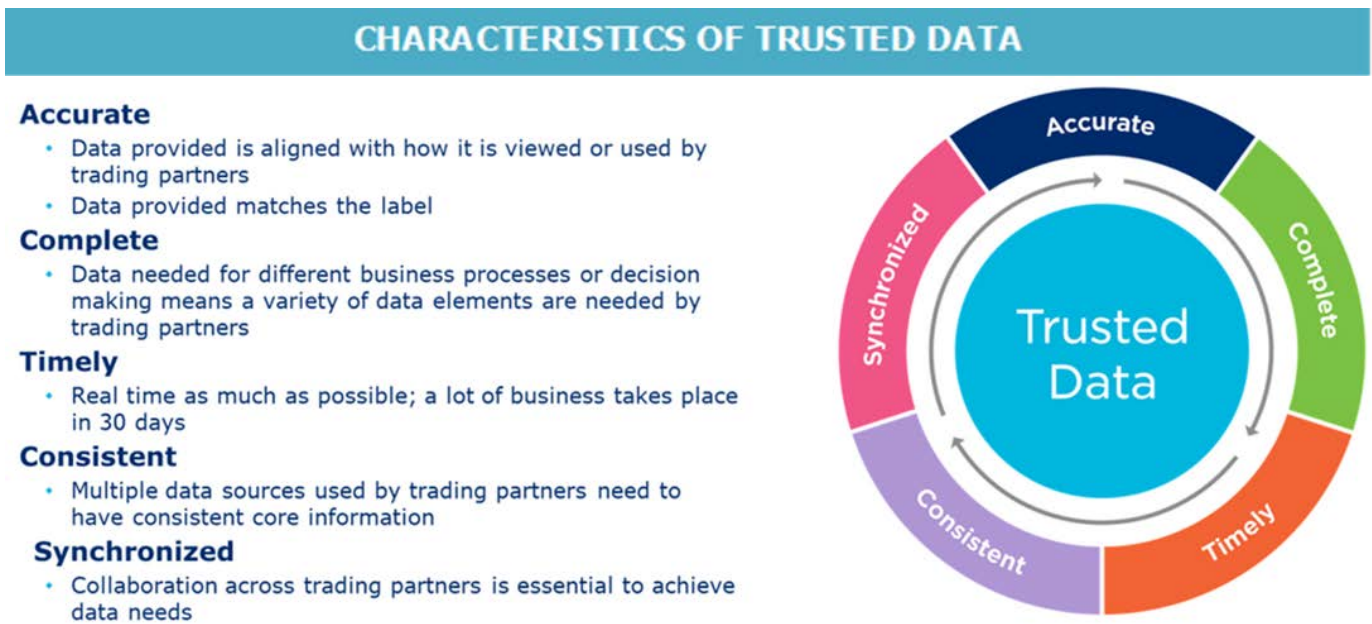 CHARACTERISTICS OF TRUSTED DATA
Accurate
• Data provided is aligned with how it is viewed or used by
trading partners
• Data provided matches the label
Complete
• Data needed for different business processes or decision
making means a variety of data elements are needed by
trading partners
Timely
• Real time as much as possible; a lot of business takes place
in 30 days
Consistent
• Multiple data sources used by trading partners need to
have consistent core information
Synchronized
• Collaboration across trading partners is essential to achieve
data needs
Accurate
Complete
Timely
Consistent
Synchronized
Trusted
Data